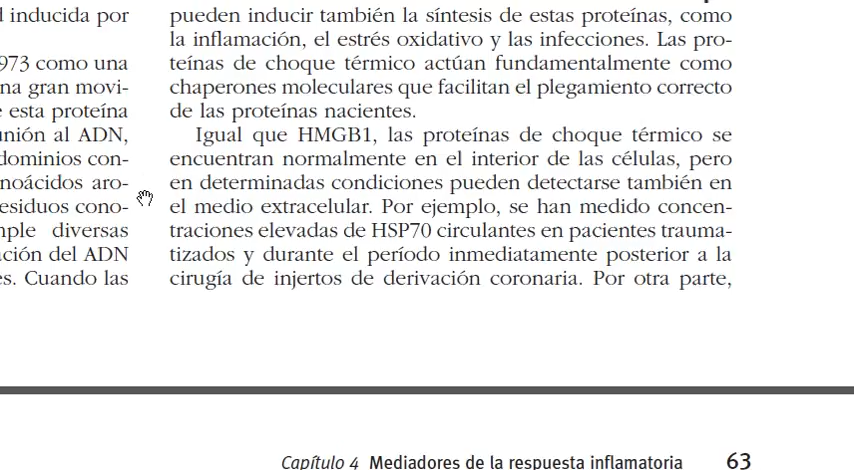 d inducida por
973 como una
na gran movi-
e esta proteína
unión al ADN,
dominios con-
noácidos aro-
esiduos cono-
mple diversas
ación del ADN
es. Cuando las
pueden inducir también la síntesis de estas proteínas, como
la inflamación, el estrés oxidativo y las infecciones. Las pro-
teínas de choque térmico actúan fundamentalmente como
chaperones moleculares que facilitan el plegamiento correcto
de las proteínas nacientes.
Igual que HMGB1, las proteínas de choque térmico se
encuentran normalmente en el interior de las células, pero
en determinadas condiciones pueden detectarse también en
el medio extracelular. Por ejemplo, se han medido concen-
traciones elevadas de HSP70 circulantes en pacientes trauma-
tizados y durante el período inmediatamente posterior a la
cirugía de injertos de derivación coronaria. Por otra parte,
Capítulo 4 Mediadores de la respuesta inflamatoria 63